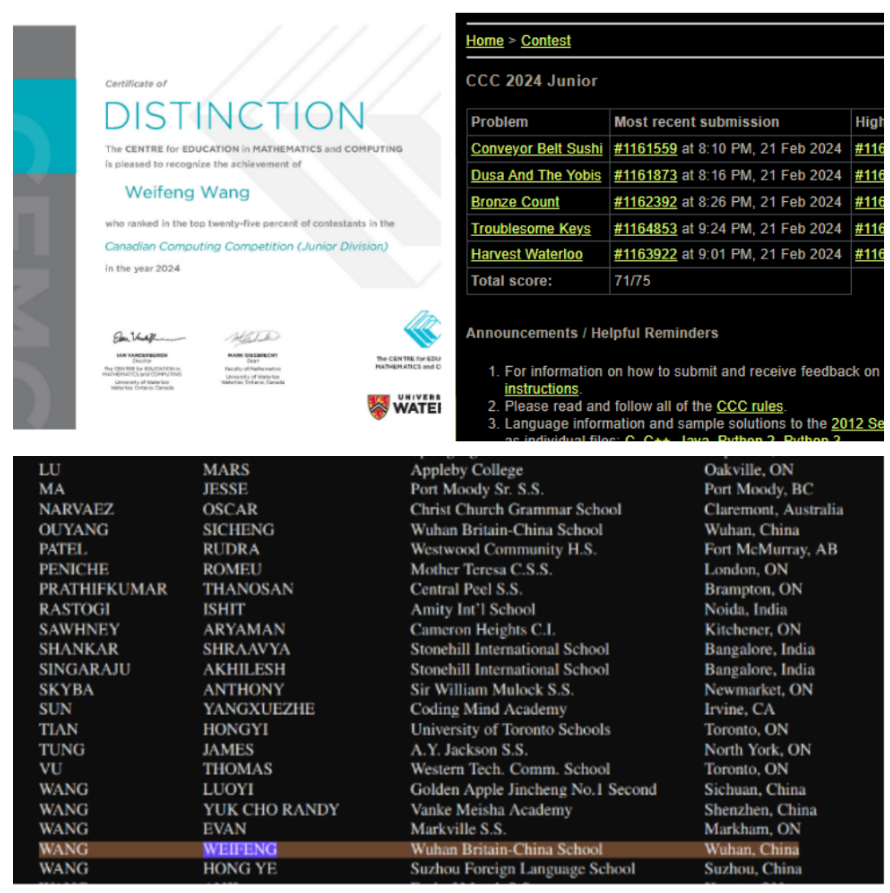 Certificate of
DISTINCTION
The CENTRE for EDUCATION in MATHEMATICS and COMPUTING
is pleased to recognize the achievement of
Weifeng Wang
who ranked in the top twenty-five percent of contestants in the
Canadian Computing Competition (Junior Division)
in the year 2024
IAN VANDERBURGH
Director
The CENTRE for EDUCATION in
MATHEMATICS and COMPUTING
University of Waterloo
Waterloo, Ontario, Canada
MARK GIESBRECHT
Dean
Faculty of Mathematics
University of Waterloo
Waterloo, Ontario, Canada
The CENTRE for EDU
MATHEMATICS and C
UNIVERS
WATE
CEMC
Home > Contest
CCC 2024 Junior
Problem Most recent submission High
Conveyor Belt Sushi #1161559 at 8:10 PM, 21 Feb 2024 #116
Dusa And The Yobis #1161873 at 8:16 PM, 21 Feb 2024 #116
Bronze Count #1162392 at 8:26 PM, 21 Feb 2024 #116
Troublesome Keys #1164853 at 9:24 PM, 21 Feb 2024 #116
Harvest Waterloo #1163922 at 9:01 PM, 21 Feb 2024 #116
Total score: 71/75
Announcements / Helpful Reminders
1. For information on how to submit and receive feedback on
instructions.
2. Please read and follow all of the CCC rules.
3. Language information and sample solutions to the 2012 Se
as individual files: C, C++, Java, Python 2, Python 3
LU MARS Appleby College Oakville, ON
MA JESSE Port Moody Sr. S.S. Port Moody, BC
NARVAEZ OSCAR Christ Church Grammar School Claremont, Australia
OUYANG SICHENG Wuhan Britain-China School Wuhan, China
PATEL RUDRA Westwood Community H.S. Fort McMurray, AB
PENICHE ROMEU Mother Teresa C.S.S. London, ON
PRATHIFKUMAR THANOSAN Central Peel S.S. Brampton, ON
RASTOGI ISHIT Amity Int'l School Noida, India
SAWHNEY ARYAMAN Cameron Heights C.I. Kitchener, ON
SHANKAR SHRAAVYA Stonehill International School Bangalore, India
SINGARAJU AKHILESH Stonehill International School Bangalore, India
SKYBA ANTHONY Sir William Mulock S.S. Newmarket, ON
SUN YANGXUEZHE Coding Mind Academy Irvine, CA
TIAN HONGYI University of Toronto Schools Toronto, ON
TUNG JAMES A.Y. Jackson S.S. North York, ON
VU THOMAS Western Tech. Comm. School Toronto, ON
WANG LUOYI Golden Apple Jincheng No.1 Second Sichuan, China
WANG YUK CHO RANDY Vanke Meisha Academy Shenzhen, China
WANG EVAN Markville S.S. Markham, ON
WANG WEIFENG Wuhan Britain-China School Wuhan, China
WANG HONG YE Suzhou Foreign Language School Suzhou, China